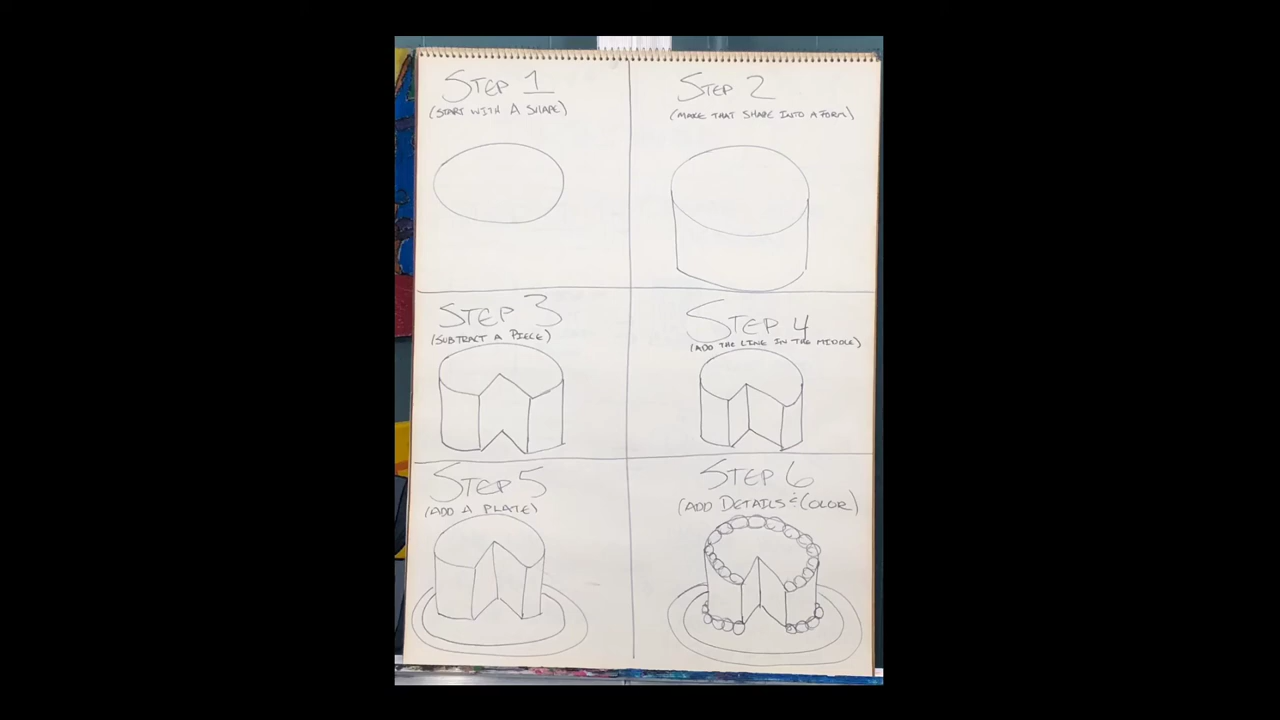 STEP 1
(START WITH A SHAPE)
STEP 2
(MAKE THAT SHAPE INTO A FORM)
STEP 3
(SUBTRACT A PIECE)
STEP 4
(ADD THE LINE IN THE MIDDLE)
STEP 5
(ADD A PLATE)
STEP 6
(ADD DETAILS & COLOR)